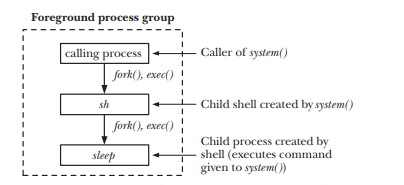 Foreground process group
calling process
Caller of system()
fork(), exec()
sh
Child shell created by system()
fork(), exec()
sleep
Child process created by
shell (executes command
given to system())